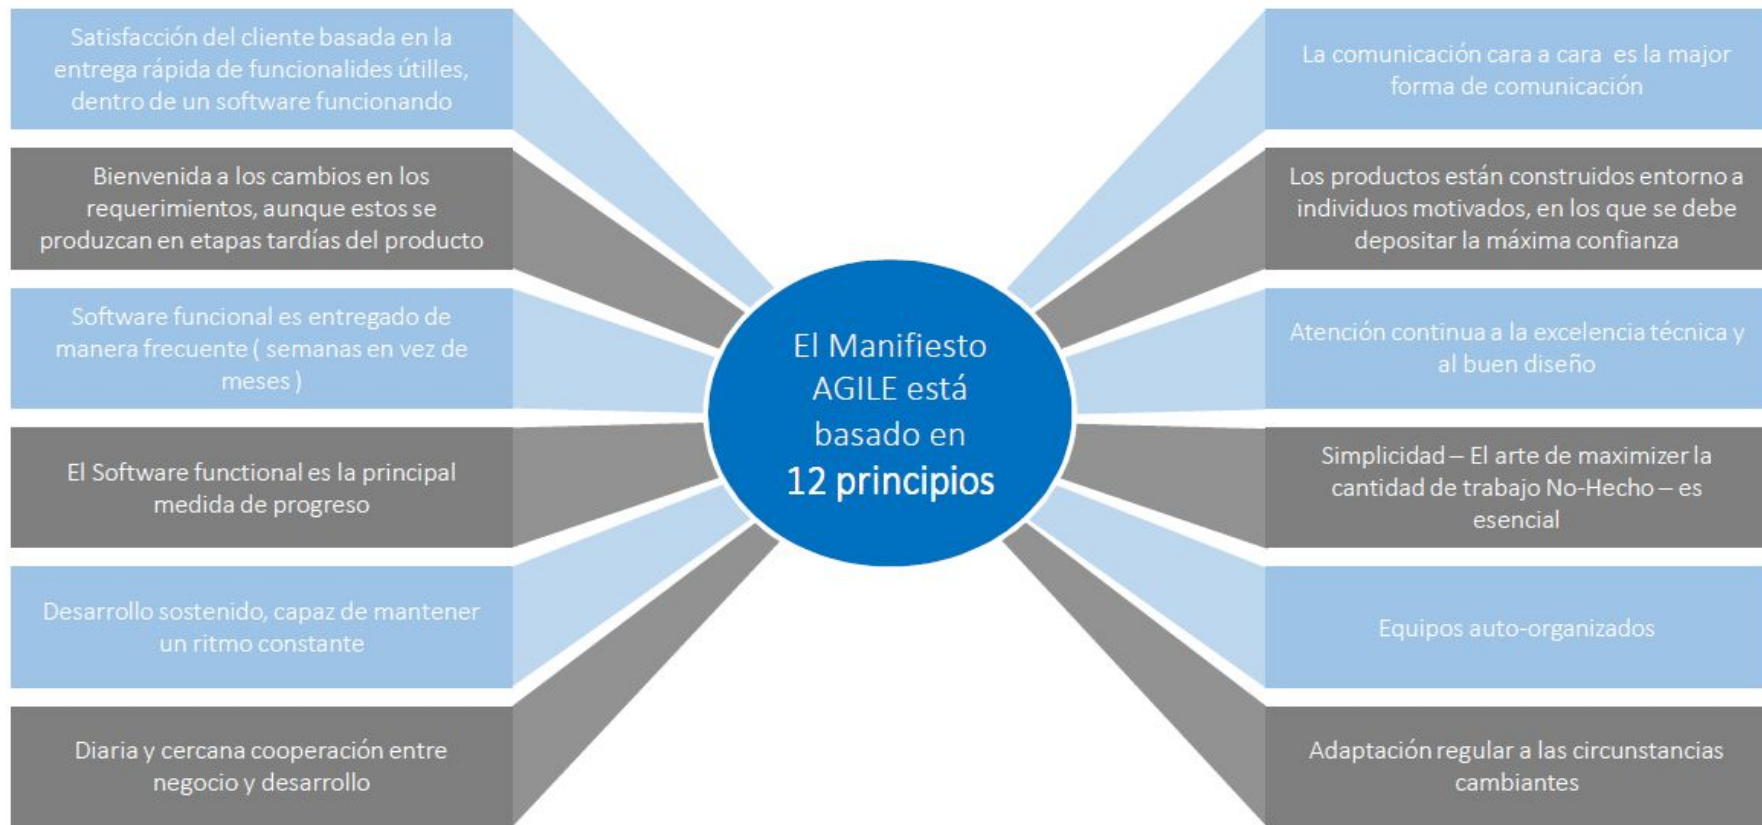 Satisfacción del cliente basada en la
entrega rápida de funcionalides útilles,
dentro de un software funcionando
Bienvenida a los cambios en los
requerimientos, aunque estos se
produzcan en etapas tardías del producto
Software funcional es entregado de
manera frecuente ( semanas en vez de
meses )
El Software functional es la principal
medida de progreso
Desarrollo sostenido, capaz de mantener
un ritmo constante
Diaria y cercana cooperación entre
negocio y desarrollo
El Manifiesto
AGILE está
basado en
12 principios
La comunicación cara a cara es la major
forma de comunicación
Los productos están construidos entorno a
individuos motivados, en los que se debe
depositar la máxima confianza
Atención continua a la excelencia técnica y
al buen diseño
Simplicidad – El arte de maximizer la
cantidad de trabajo No-Hecho – es
esencial
Equipos auto-organizados
Adaptación regular a las circunstancias
cambiantes